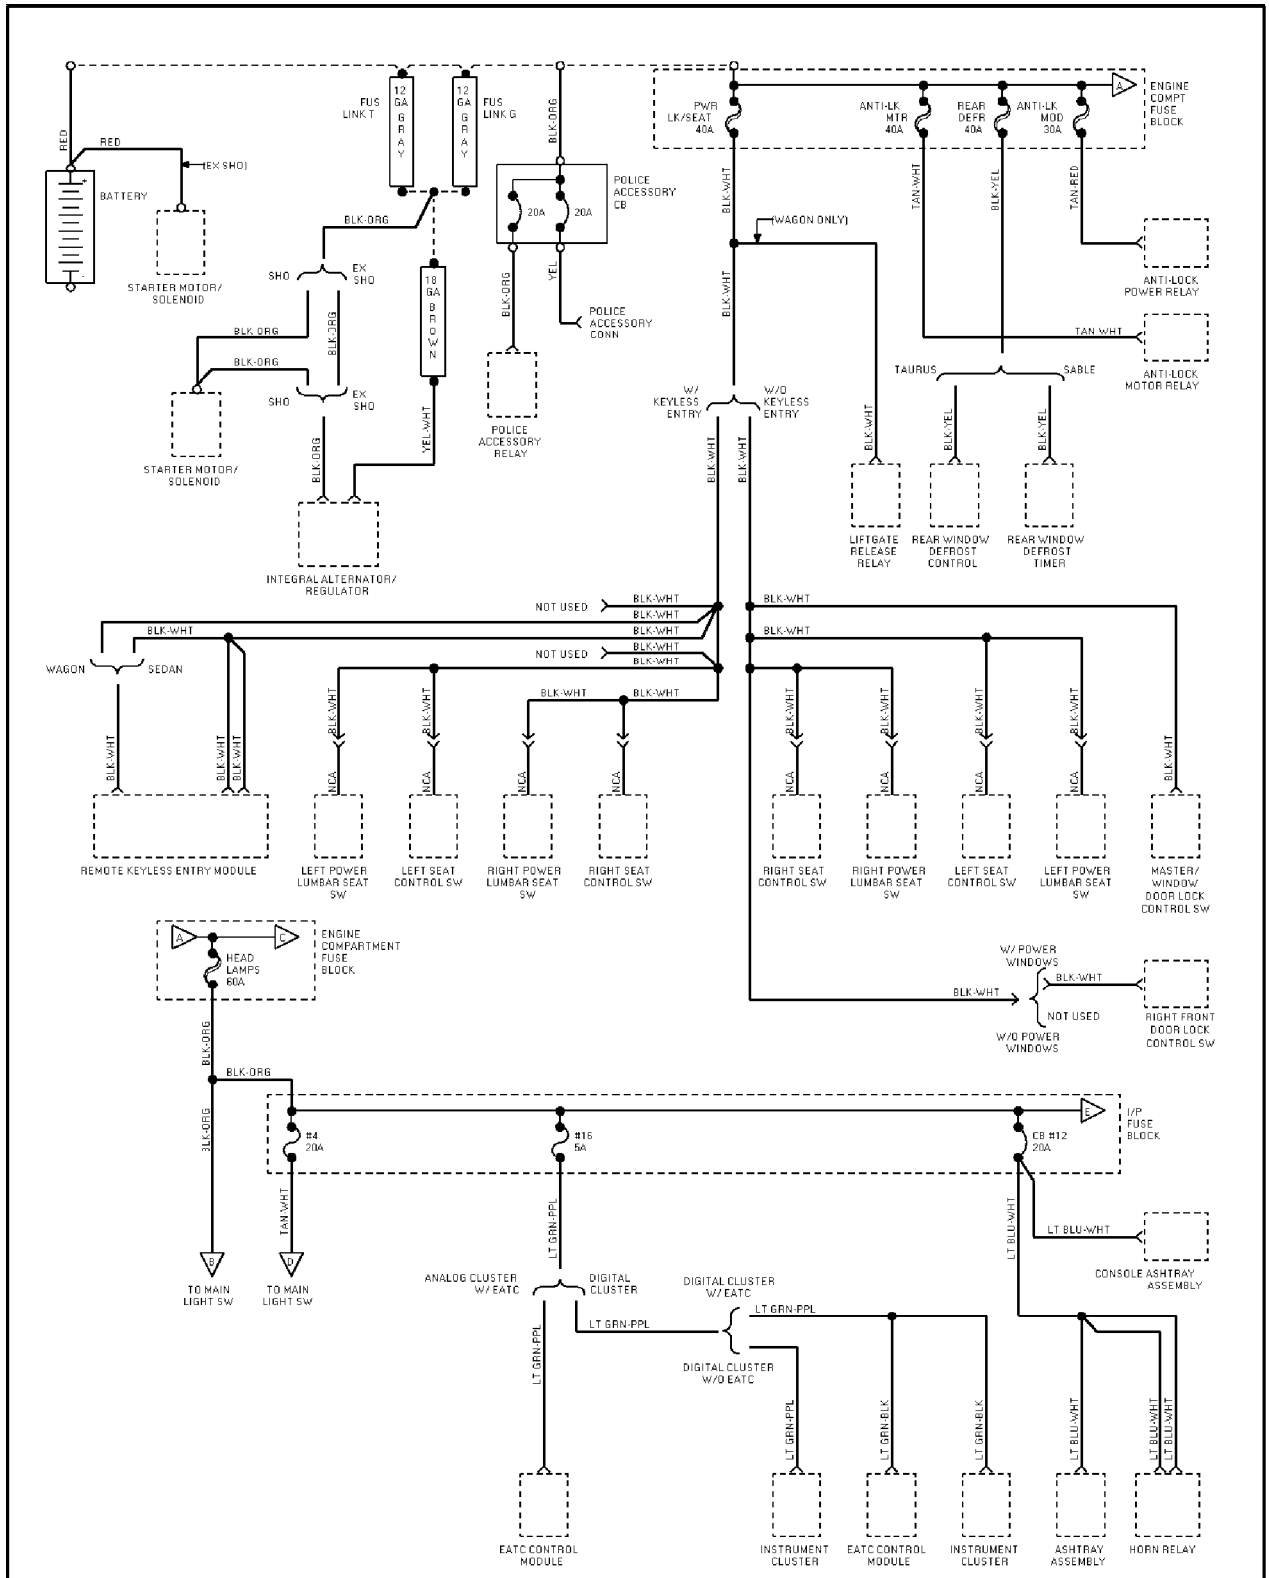 RED
RED
(EX SHO)
BATTERY
+
-
STARTER MOTOR/
SOLENOID
FUS
LINK T
12
GA
G
R
A
Y
12
GA
G
R
A
Y
FUS
LINK G
BLK-ORG
POLICE
ACCESSORY
CB
20A
20A
BLK-ORG
SHO
EX
SHO
18
GA
B
R
O
W
N
BLK-ORG
YEL
POLICE
ACCESSORY
CONN
POLICE
ACCESSORY
RELAY
BLK ORG
BLK-ORG
BLK-ORG
SHO
EX
SHO
STARTER MOTOR/
SOLENOID
BLK-ORG
YEL-WHT
INTEGRAL ALTERNATOR/
REGULATOR
PWR
LK/SEAT
40A
ANTI-LK
MTR
40A
REAR
DEFR
40A
ANTI-LK
MOD
30A
A
ENGINE
COMPT
FUSE
BLOCK
BLK-WHT
TAN-WHT
BLK-YEL
TAN-RED
(WAGON ONLY)
BLK-WHT
ANTI-LOCK
POWER RELAY
TAN WHT
ANTI-LOCK
MOTOR RELAY
TAURUS
SABLE
W/
KEYLESS
ENTRY
W/O
KEYLESS
ENTRY
BLK-WHT
BLK-WHT
BLK-WHT
BLK-YEL
BLK-YEL
LIFTGATE
RELEASE
RELAY
REAR WINDOW
DEFROST
CONTROL
REAR WINDOW
DEFROST
TIMER
NOT USED
BLK-WHT
BLK-WHT
BLK-WHT
BLK-WHT
NOT USED
BLK-WHT
BLK-WHT
BLK-WHT
BLK-WHT
WAGON
SEDAN
BLK-WHT
BLK-WHT
BLK-WHT
BLK-WHT
BLK-WHT
BLK-WHT
BLK-WHT
BLK-WHT
BLK-WHT
BLK-WHT
BLK-WHT
BLK-WHT
NCA
NCA
NCA
NCA
NCA
NCA
NCA
NCA
BLK-WHT
REMOTE KEYLESS ENTRY MODULE
LEFT POWER
LUMBAR SEAT
SW
LEFT SEAT
CONTROL SW
RIGHT POWER
LUMBAR SEAT
SW
RIGHT SEAT
CONTROL SW
RIGHT SEAT
CONTROL SW
RIGHT POWER
LUMBAR SEAT
SW
LEFT SEAT
CONTROL SW
LEFT POWER
LUMBAR SEAT
SW
MASTER/
WINDOW
DOOR LOCK
CONTROL SW
A
C
HEAD
LAMPS
60A
ENGINE
COMPARTMENT
FUSE
BLOCK
W/ POWER
WINDOWS
BLK-WHT
BLK-WHT
NOT USED
W/O POWER
WINDOWS
RIGHT FRONT
DOOR LOCK
CONTROL SW
BLK-ORG
BLK-ORG
BLK-ORG
#4
20A
#16
5A
CB #12
20A
E
I/P
FUSE
BLOCK
TAN-WHT
LT GRN-PPL
LT BLU-WHT
LT BLU-WHT
CONSOLE ASHTRAY
ASSEMBLY
B
D
TO MAIN
LIGHT SW
TO MAIN
LIGHT SW
ANALOG CLUSTER
W/ EATC
DIGITAL
CLUSTER
DIGITAL CLUSTER
W/ EATC
LT GRN-PPL
LT GRN-PPL
DIGITAL CLUSTER
W/O EATC
LT GRN-PPL
LT GRN-PPL
LT GRN-BLK
LT GRN-BLK
LT BLU-WHT
LT BLU-WHT
LT BLU-WHT
EATC CONTROL
MODULE
INSTRUMENT
CLUSTER
EATC CONTROL
MODULE
INSTRUMENT
CLUSTER
ASHTRAY
ASSEMBLY
HORN RELAY